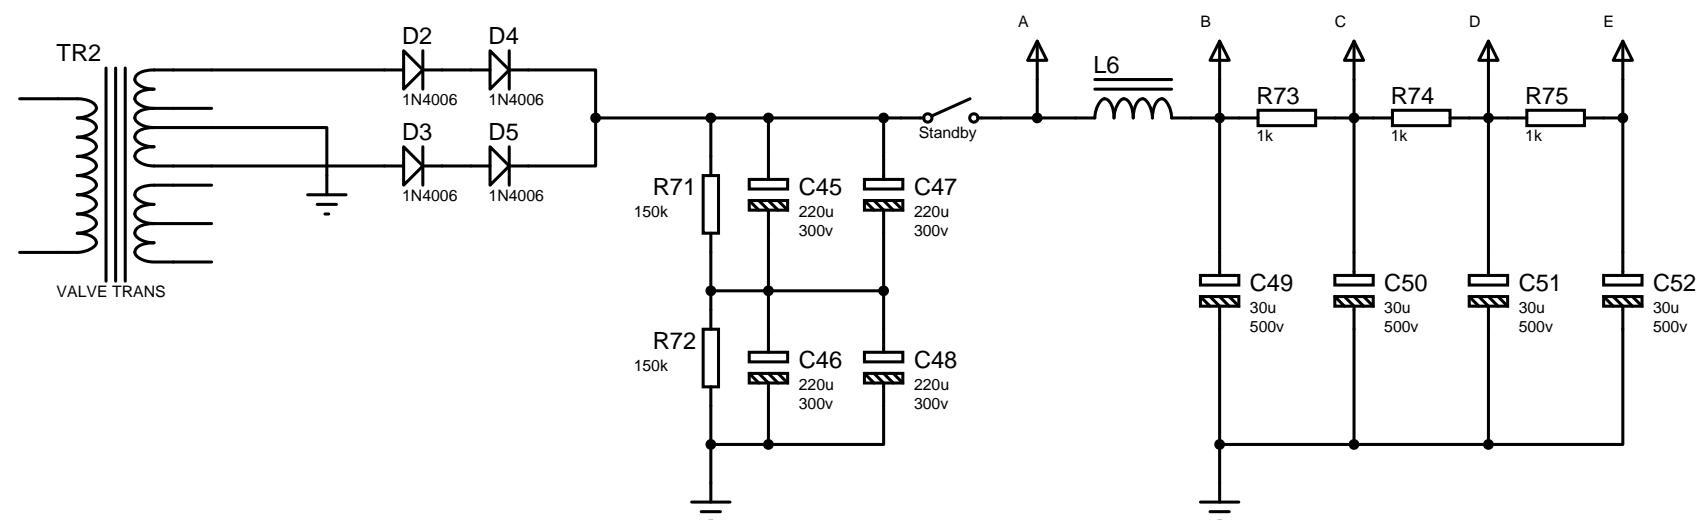 A
B
C
D
E
TR2
D2
D4
1N4006
1N4006
L6
R73
R74
R75
1k
1k
1k
D3
D5
Standby
1N4006
1N4006
R71
150k
C45
220u
300v
C47
220u
300v
VALVE TRANS
C49
30u
500v
C50
30u
500v
C51
30u
500v
C52
30u
500v
R72
150k
C46
220u
300v
C48
220u
300v